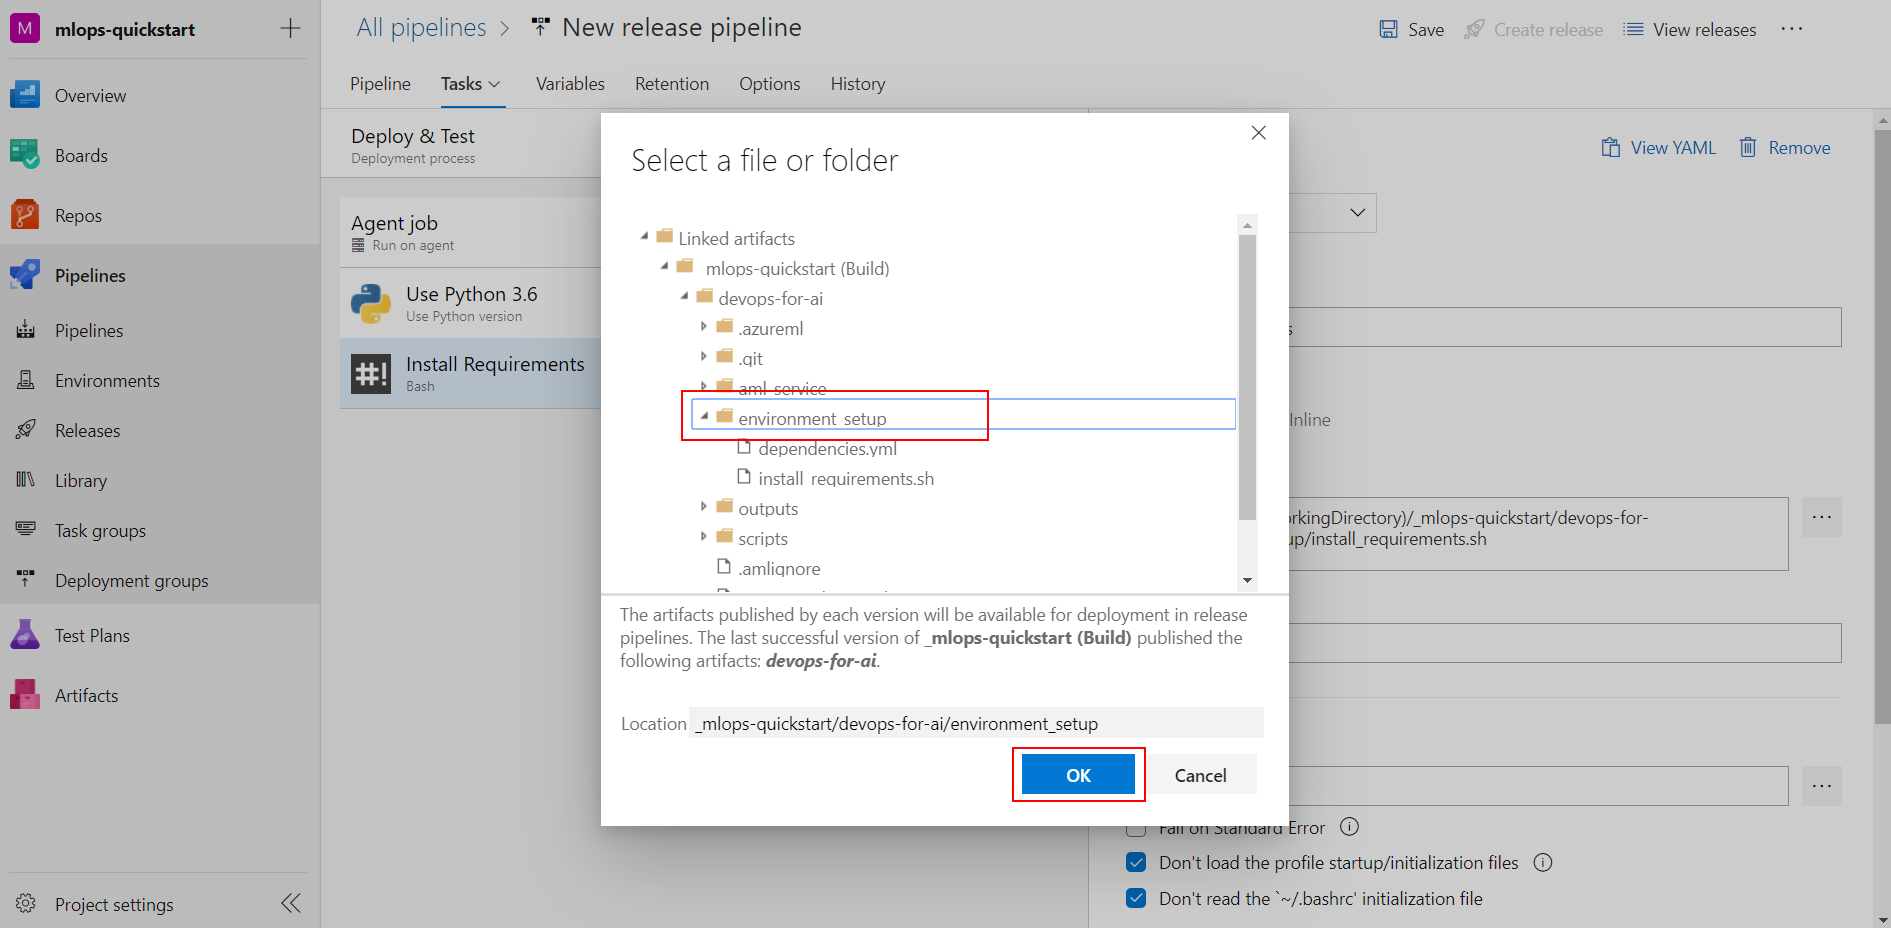 M mlops-quickstart
Overview
Boards
Repos
Pipelines
Pipelines
Environments
Releases
Library
Task groups
Deployment groups
Test Plans
Artifacts
Project settings
All pipelines > New release pipeline
Save
Create release
View releases
...
Pipeline
Tasks
Variables
Retention
Options
History
Deploy & Test
Deployment process
Agent job
Run on agent
Use Python 3.6
Use Python version
#!
Install Requirements
Bash
Select a file or folder
Linked artifacts
mlops-quickstart (Build)
devops-for-ai
.azureml
.git
aml_service
environment_setup
dependencies.yml
install_requirements.sh
outputs
scripts
.amlignore
The artifacts published by each version will be available for deployment in release
pipelines. The last successful version of _mlops-quickstart (Build) published the
following artifacts: devops-for-ai.
Location _mlops-quickstart/devops-for-ai/environment_setup
OK
Cancel
View YAML
Remove
s
Inline
orkingDirectory)/_mlops-quickstart/devops-for-
up/install_requirements.sh
...
...
Fail on Standard Error
Don't load the profile startup/initialization files
Don't read the `~/.bashrc' initialization file